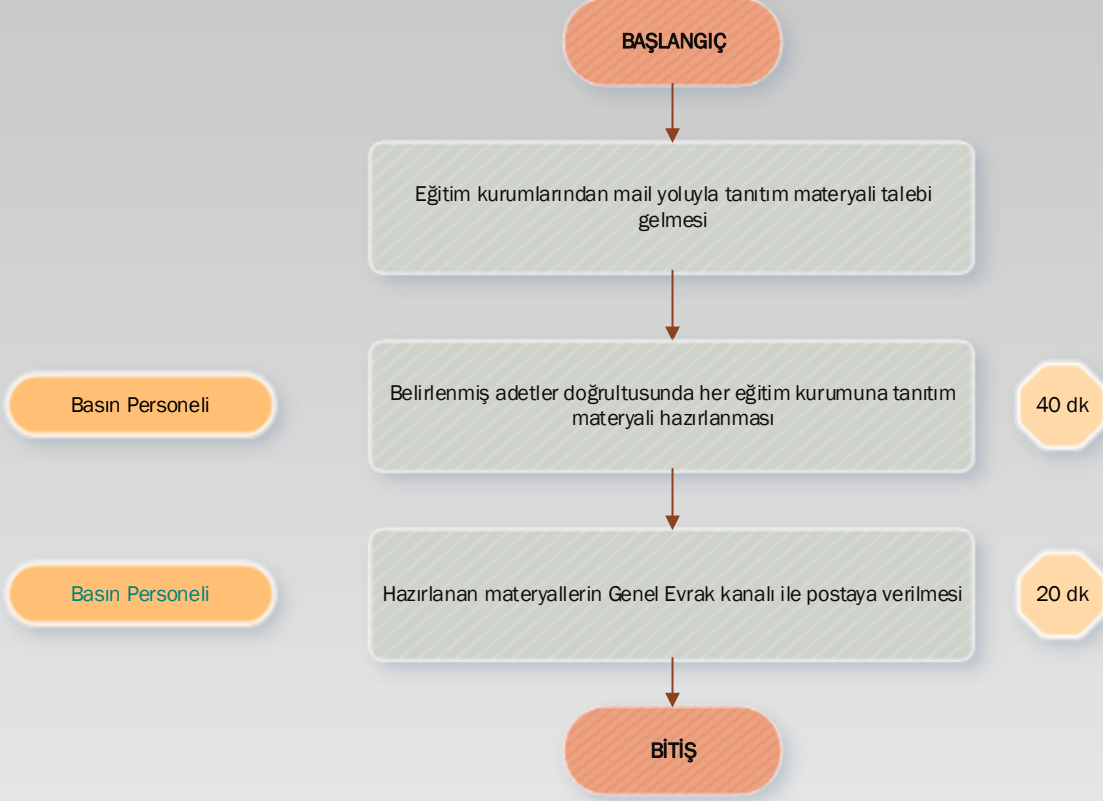 BAŞLANGIÇ
Eğitim kurumlarından mail yoluyla tanıtım materyali talebi
gelmesi
Basın Personeli
Belirlenmiş adetler doğrultusunda her eğitim kurumuna tanıtım
materyali hazırlanması
40 dk
Basın Personeli
Hazırlanan materyallerin Genel Evrak kanalı ile postaya verilmesi
20 dk
BİTİŞ